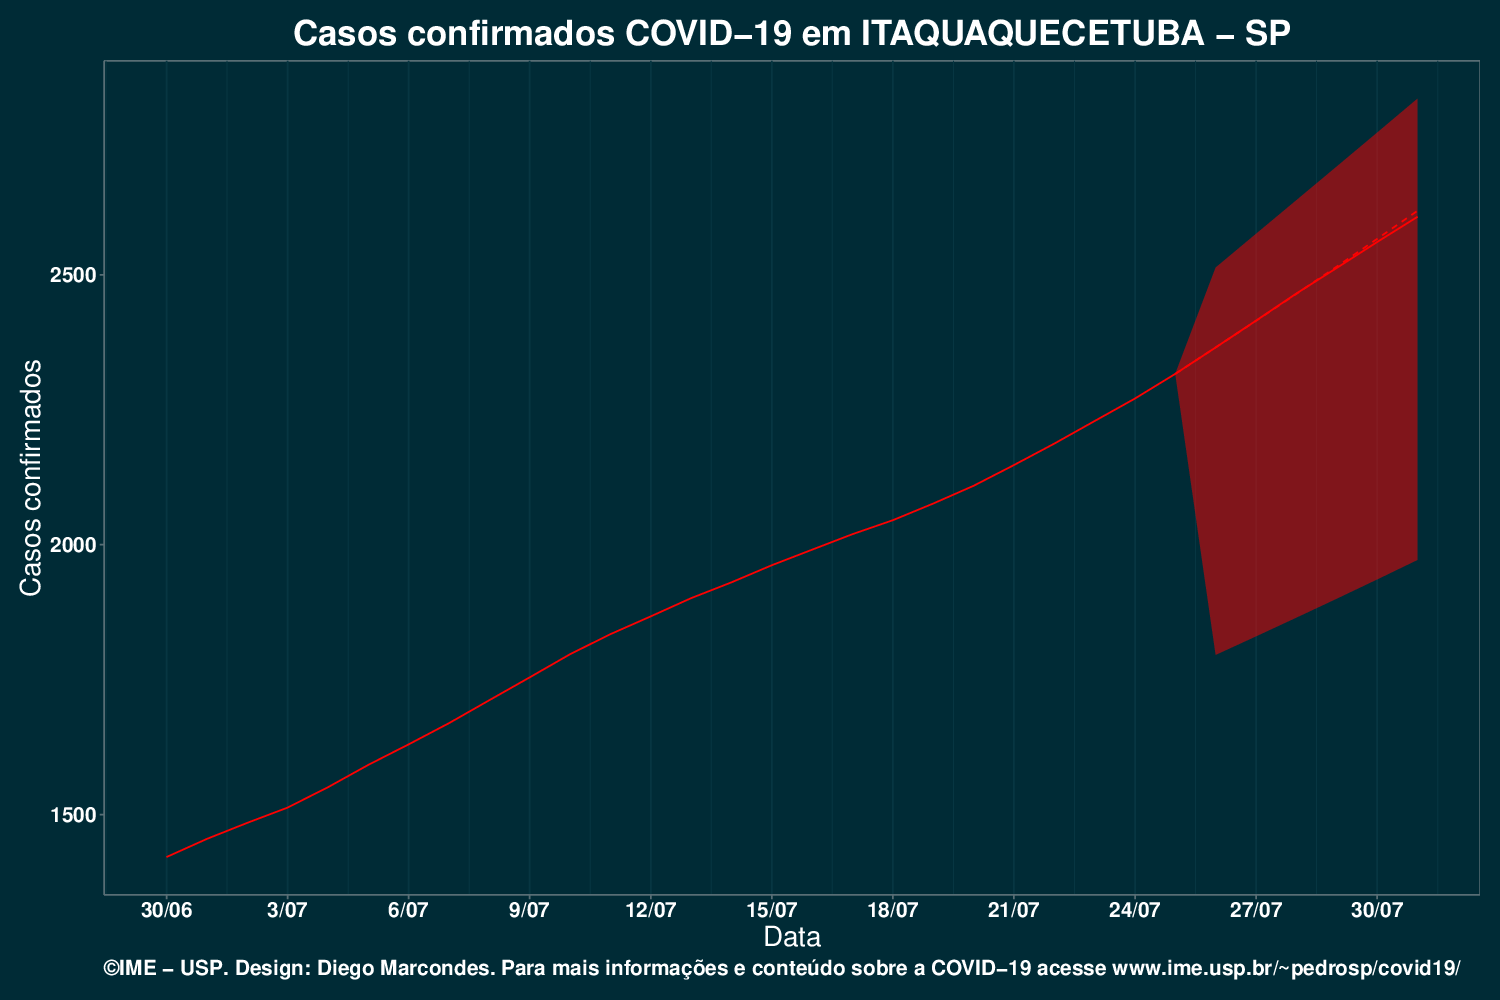 Casos confirmados COVID−19 em ITAQUAQUECETUBA − SP
Casos confirmados
2500
2000
1500
30/06 3/07 6/07 9/07 12/07 15/07 18/07 21/07 24/07 27/07 30/07
Data
©IME − USP. Design: Diego Marcondes. Para mais informações e conteúdo sobre a COVID−19 acesse www.ime.usp.br/~pedrosp/covid19/